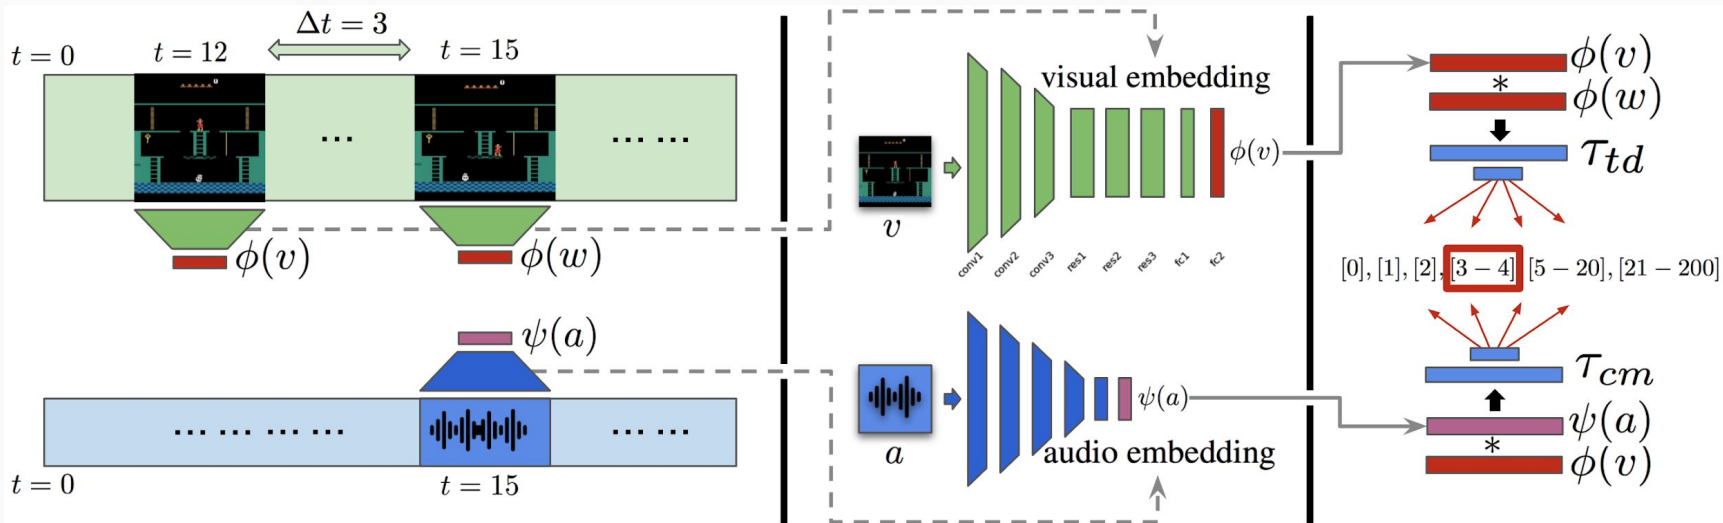 t = 0
t = 12
Δt = 3
t = 15
...
... ...
ϕ(v)
ϕ(w)
ψ(a)
... ... ... ...
... ...
t = 0
t = 15
visual embedding
v
ϕ(v)
conv1
conv2
conv3
res1
res2
res3
fc1
fc2
a
ψ(a)
audio embedding
ϕ(v)
*
ϕ(w)
τtd
[0], [1], [2], [3 − 4] [5 − 20], [21 − 200]
τcm
ψ(a)
*
ϕ(v)